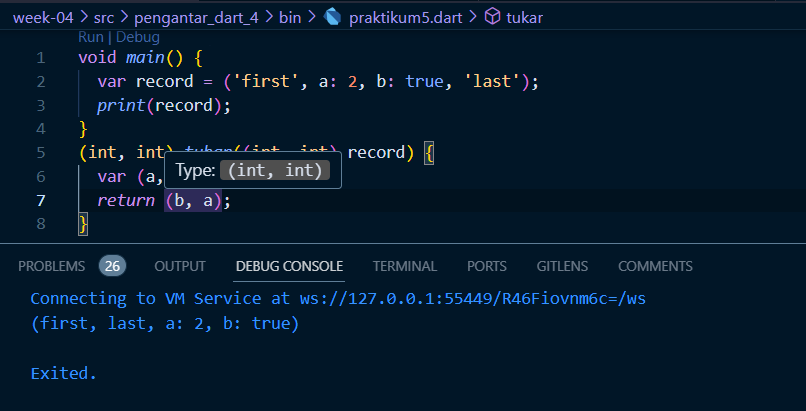 week-04 > src > pengantar_dart_4 > bin > praktikum5.dart > tukar
Run | Debug
1 void main() {
2 var record = ('first', a: 2, b: true, 'last');
3 print(record);
4 }
5 (int, int) tukar((int, int) record) {
Type: (int, int)
6 var (a,
7 return (b, a);
8 }
PROBLEMS 26 OUTPUT DEBUG CONSOLE TERMINAL PORTS GITLENS COMMENTS
Connecting to VM Service at ws://127.0.0.1:55449/R46Fiovnm6c=/ws
(first, last, a: 2, b: true)
Exited.